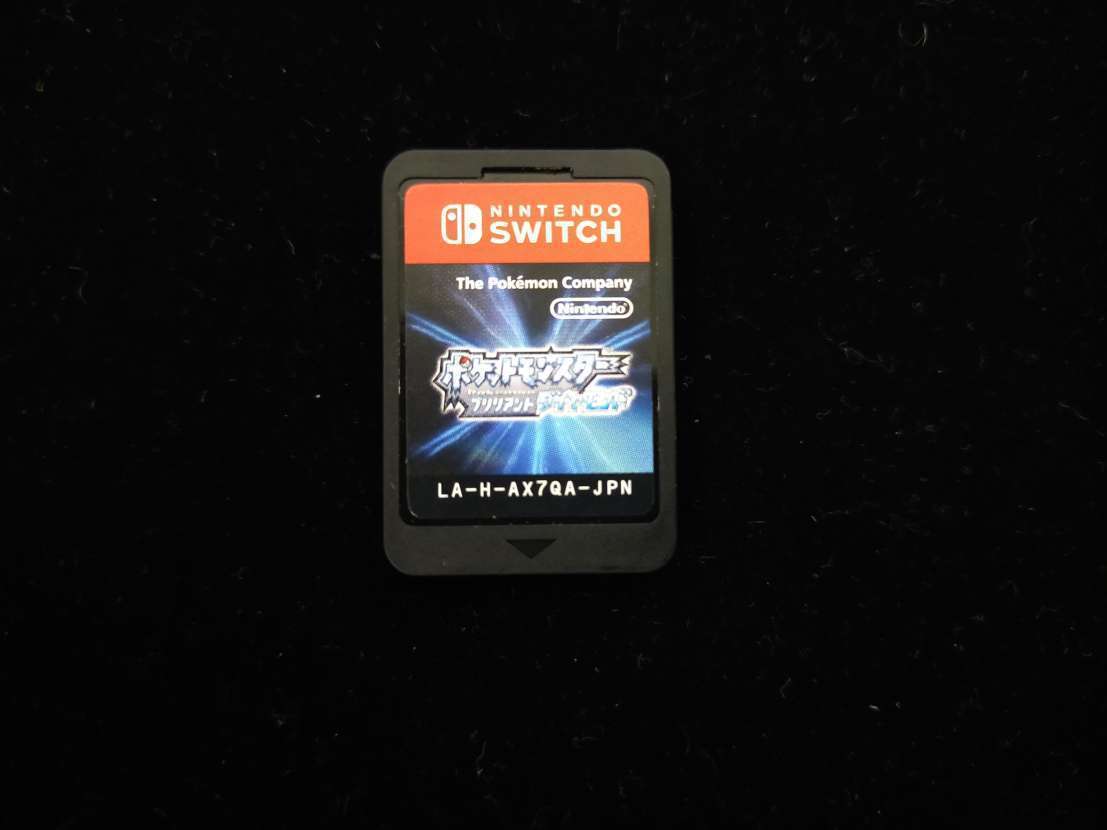 NINTENDO
SWITCH
The Pokémon Company
Nintendo
ポケットモンスター
ブリリアント ダイヤモンド
LA-H-AX7QA-JPN